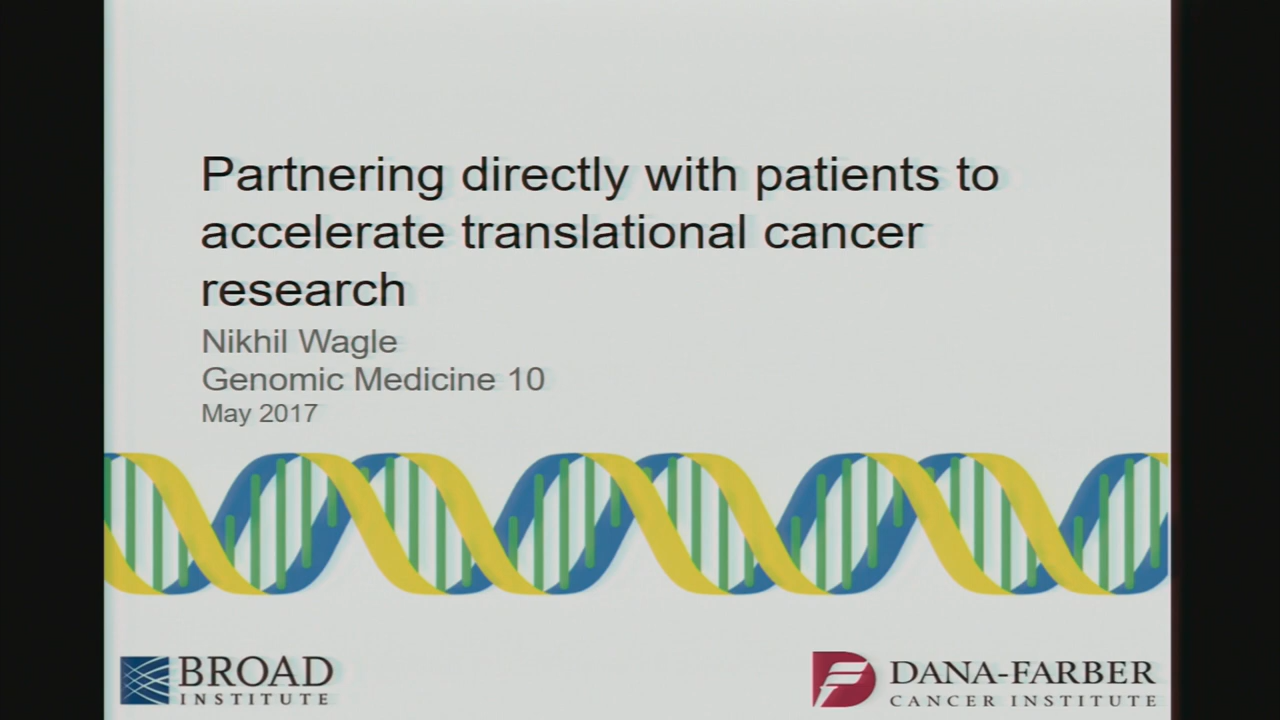 Partnering directly with patients to
accelerate translational cancer
research
Nikhil Wagle
Genomic Medicine 10
May 2017
BROAD
INSTITUTE
DANA-FARBER
CANCER INSTITUTE